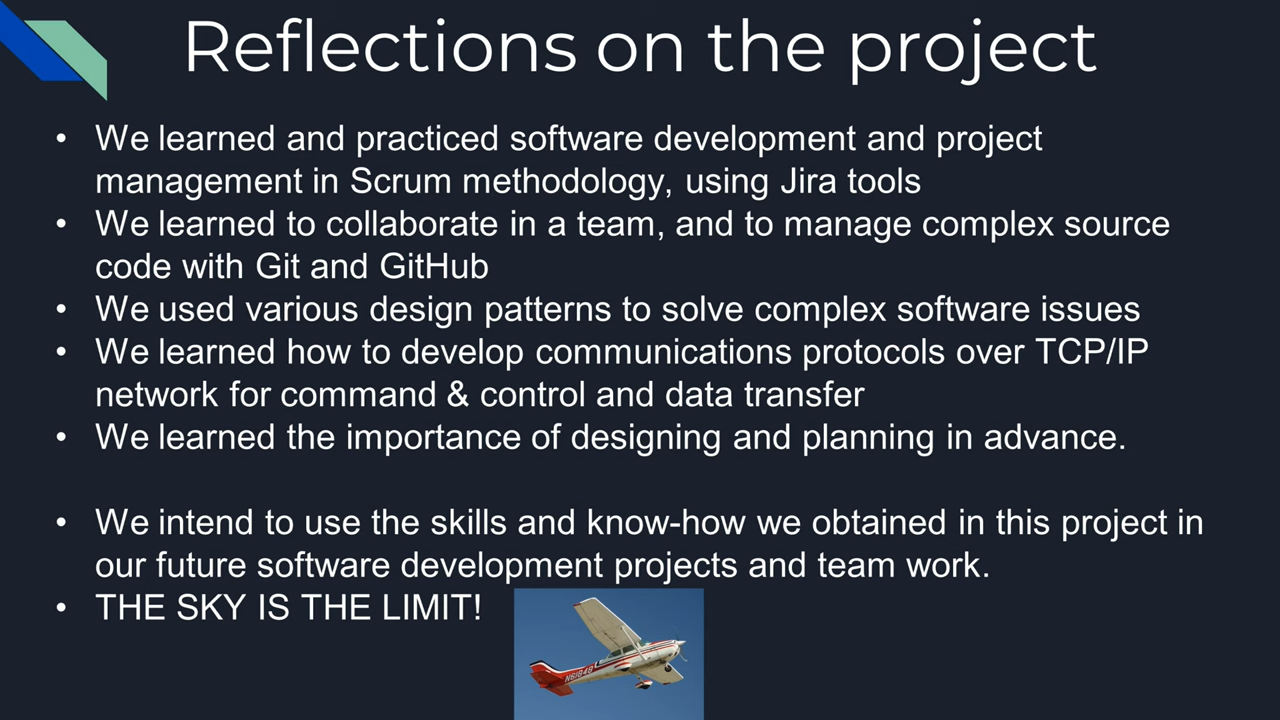 Reflections on the project
• We learned and practiced software development and project
management in Scrum methodology, using Jira tools
• We learned to collaborate in a team, and to manage complex source
code with Git and GitHub
• We used various design patterns to solve complex software issues
• We learned how to develop communications protocols over TCP/IP
network for command & control and data transfer
• We learned the importance of designing and planning in advance.
• We intend to use the skills and know-how we obtained in this project in
our future software development projects and team work.
• THE SKY IS THE LIMIT!
N61848